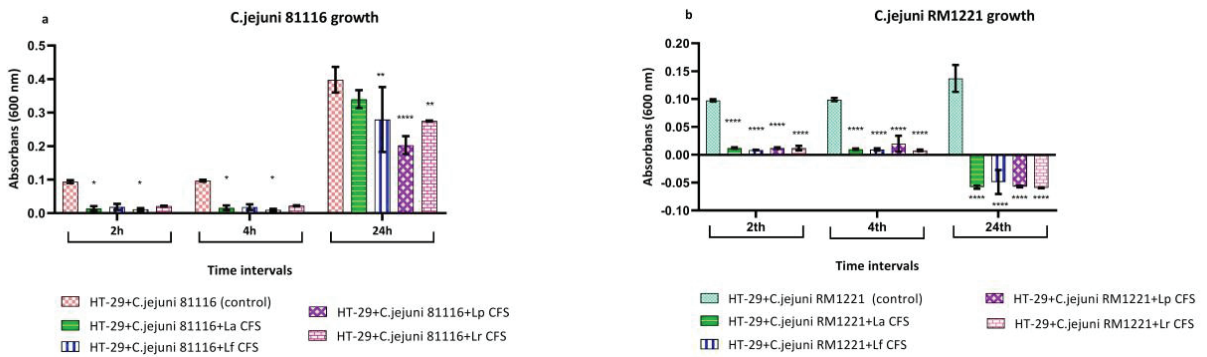 a
C.jejuni 81116 growth
Absorbans (600 nm)
0.5
0.4
0.3
0.2
0.1
0.0
* *
* *
** **** **
2h 4h 24h
Time intervals
HT-29+C.jejuni 81116 (control)
HT-29+C.jejuni 81116+La CFS
HT-29+C.jejuni 81116+Lf CFS
HT-29+C.jejuni 81116+Lp CFS
HT-29+C.jejuni 81116+Lr CFS
b
C.jejuni RM1221 growth
Absorbans (600 nm)
0.20
0.15
0.10
0.05
0.00
-0.05
-0.10
**** **** **** ****
**** **** **** ****
**** **** **** ****
2th 4th 24th
Time intervals
HT-29+C.jejuni RM1221 (control)
HT-29+C.jejuni RM1221+La CFS
HT-29+C.jejuni RM1221+Lf CFS
HT-29+C.jejuni RM1221+Lp CFS
HT-29+C.jejuni RM1221+Lr CFS